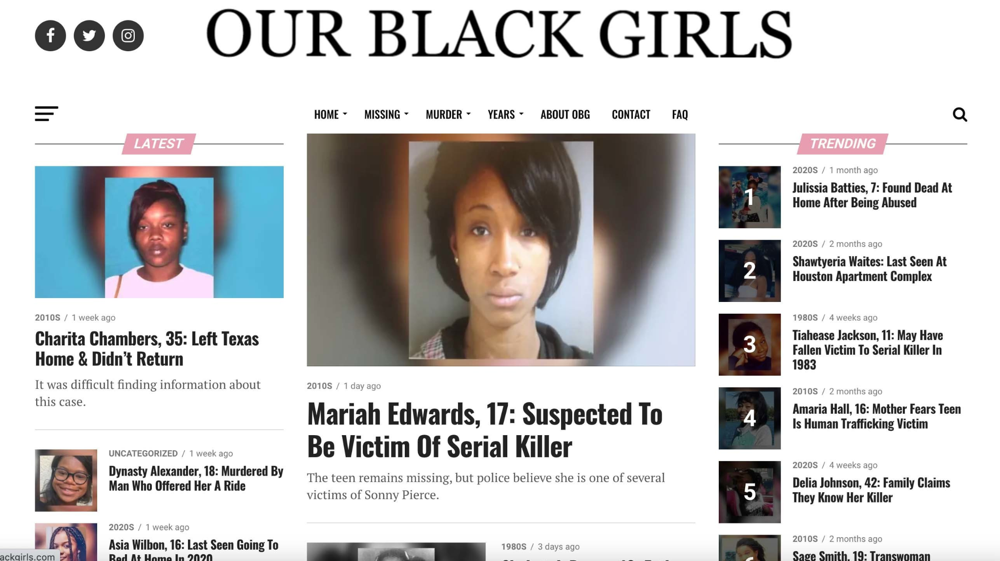 OUR BLACK GIRLS
HOME
MISSING
MURDER
YEARS
ABOUT OBG
CONTACT
FAQ
LATEST
2010S / 1 week ago
Charita Chambers, 35: Left Texas
Home & Didn’t Return
It was difficult finding information about
this case.
UNCATEGORIZED / 1 week ago
Dynasty Alexander, 18: Murdered By
Man Who Offered Her A Ride
2020S / 1 week ago
Asia Wilbon, 16: Last Seen Going To
Bed At Home In 2020
ackgirls.com
2010S / 1 day ago
Mariah Edwards, 17: Suspected To
Be Victim Of Serial Killer
The teen remains missing, but police believe she is one of several
victims of Sonny Pierce.
1980S / 3 days ago
TRENDING
1
2020S / 1 month ago
Julissia Batties, 7: Found Dead At
Home After Being Abused
2
2020S / 2 months ago
Shawtyeria Waites: Last Seen At
Houston Apartment Complex
3
1980S / 4 weeks ago
Tiahease Jackson, 11: May Have
Fallen Victim To Serial Killer In
1983
4
2010S / 2 months ago
Amaria Hall, 16: Mother Fears Teen
Is Human Trafficking Victim
5
2020S / 4 weeks ago
Delia Johnson, 42: Family Claims
They Know Her Killer
2010S / 2 months ago
Sage Smith, 19: Transwoman